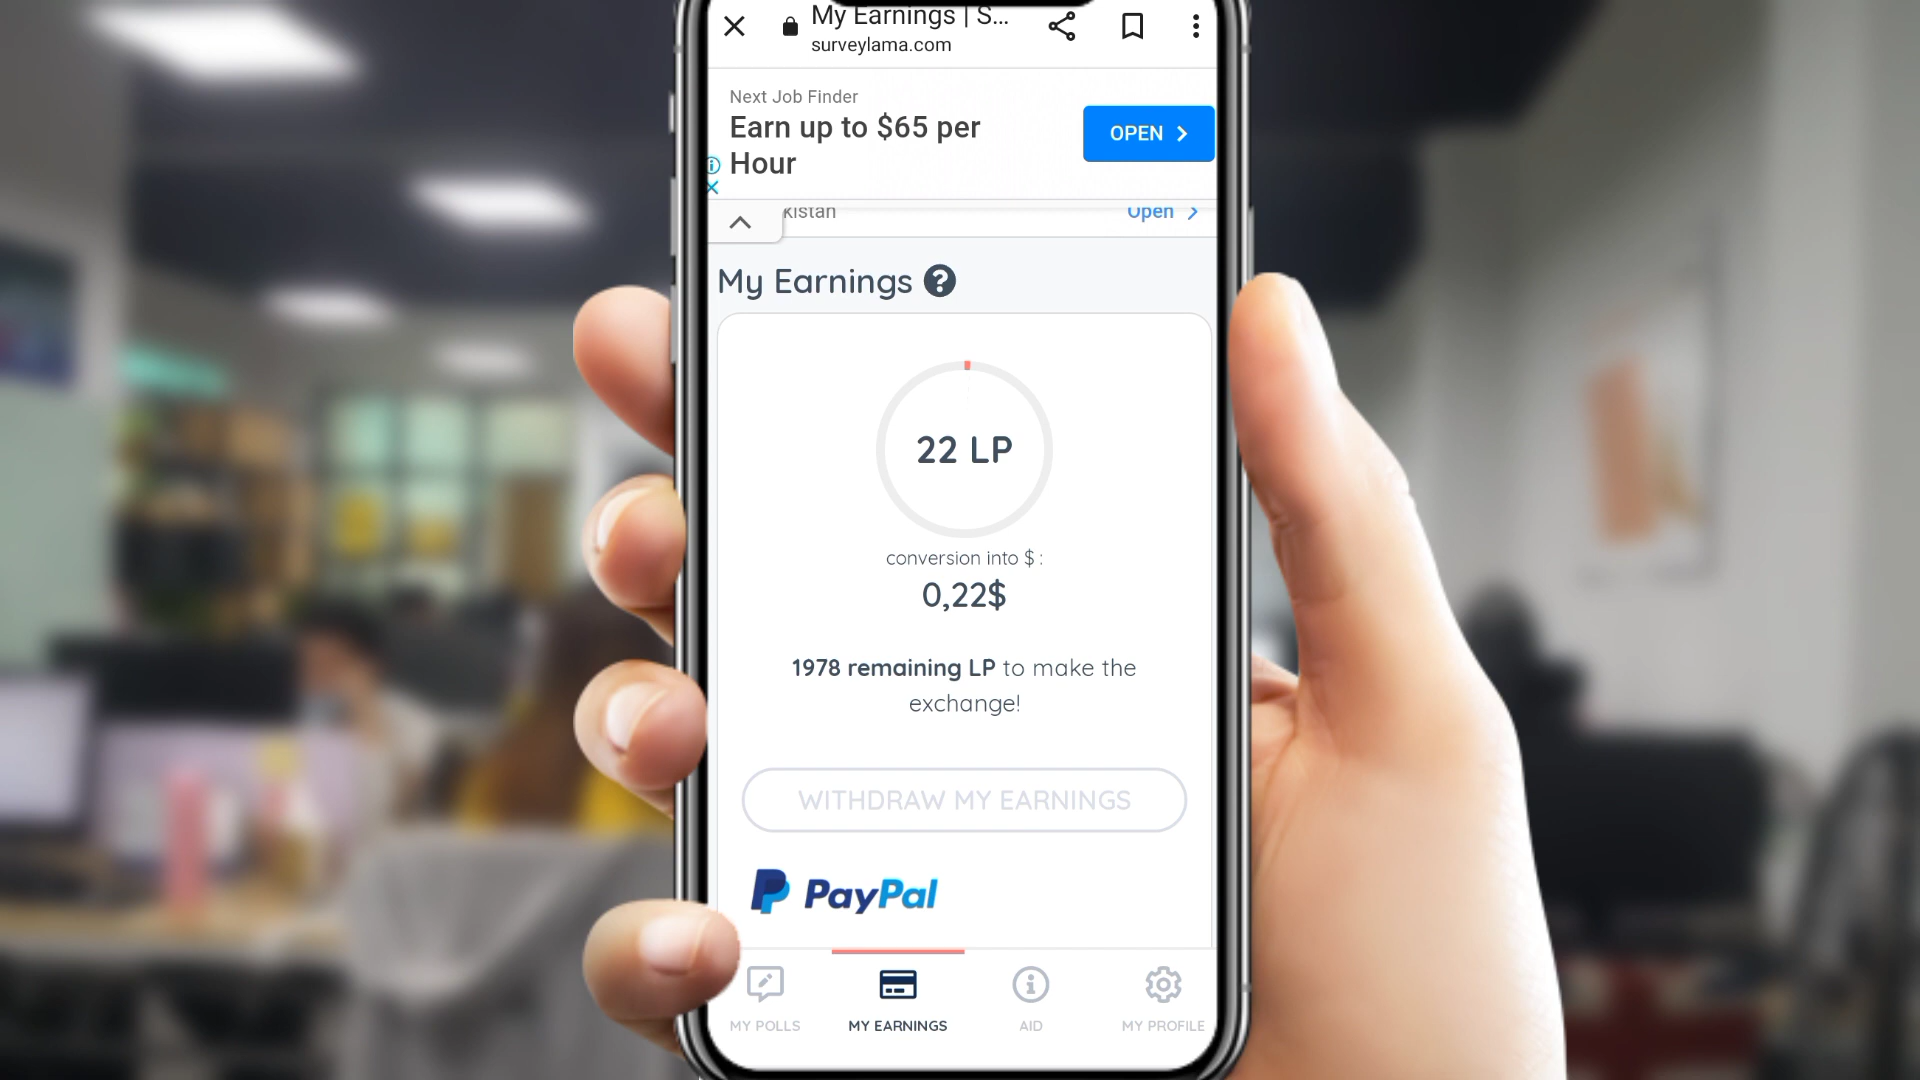 My Earnings | S...
surveylama.com
Next Job Finder
Earn up to $65 per
Hour
OPEN
kistan
Open
My Earnings
22 LP
conversion into $ :
0,22$
1978 remaining LP to make the
exchange!
WITHDRAW MY EARNINGS
PayPal
MY POLLS
MY EARNINGS
AID
MY PROFILE